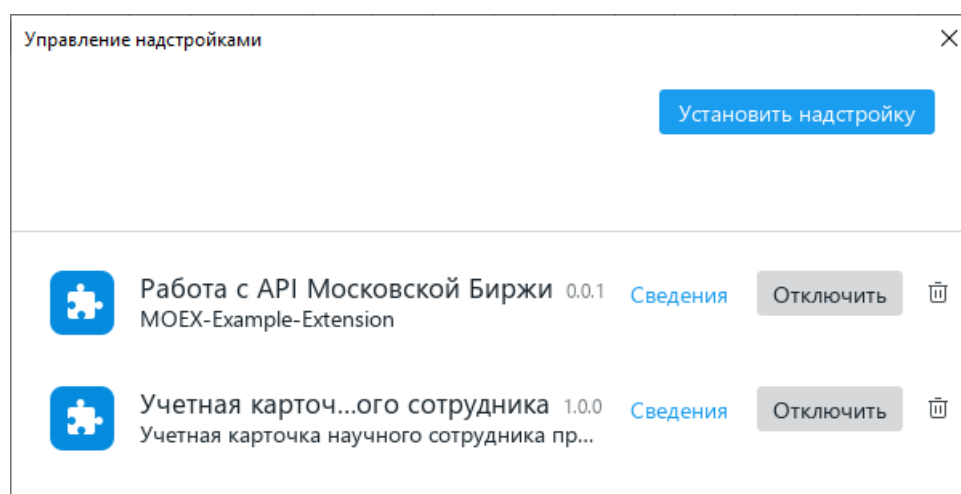 Управление надстройками
Установить надстройку
Работа с API Московской Биржи 0.0.1 Сведения Отключить
MOEX-Example-Extension
Учетная карточ...ого сотрудника 1.0.0 Сведения Отключить
Учетная карточка научного сотрудника пр...